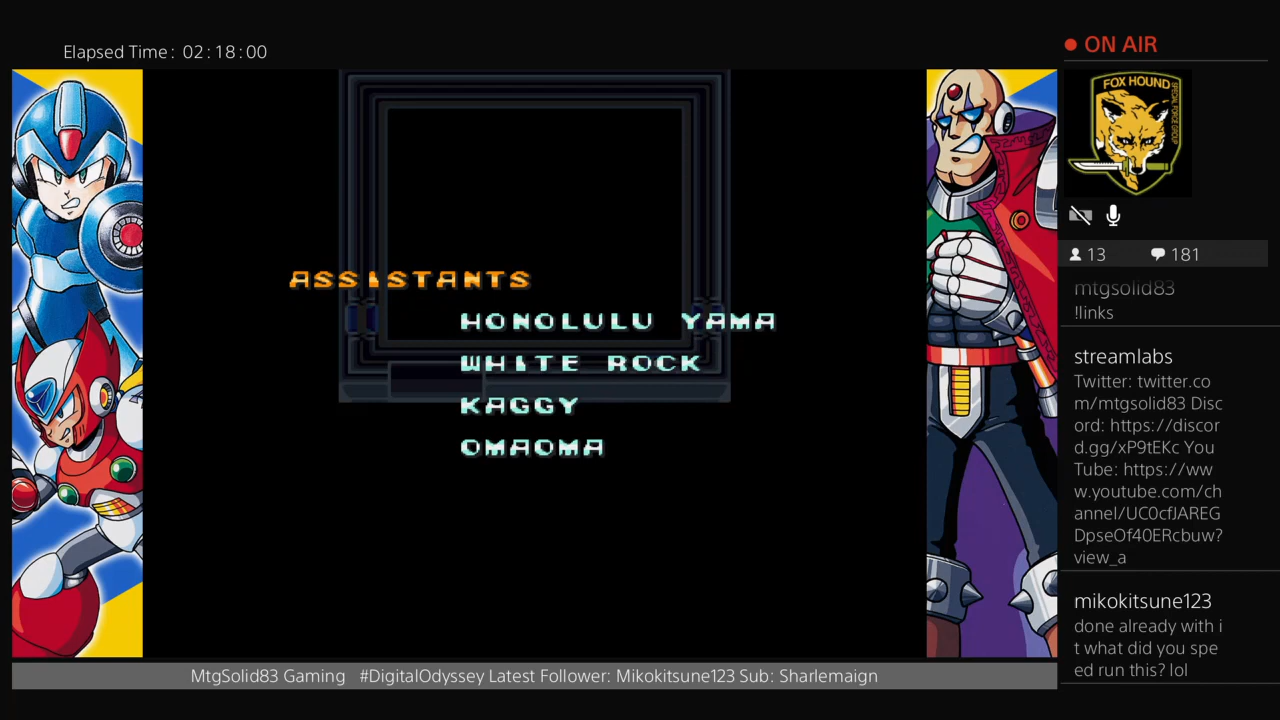 Elapsed Time: 02:18:00
ON AIR
FOX HOUND
SPECIAL FORCE GROUP
13 181
mtgsolid83
!links
ASSISTANTS
HONOLULU YAMA
WHITE ROCK
KAGGY
OMAOMA
streamlabs
Twitter: twitter.co
m/mtgsolid83 Disc
ord: https://discor
d.gg/xP9tEKc You
Tube: https://ww
w.youtube.com/ch
annel/UC0cfJAREG
DpseOf40ERcbuw?
view_a
mikokitsune123
done already with i
t what did you spe
ed run this? lol
MtgSolid83 Gaming #DigitalOdyssey Latest Follower: Mikokitsune123 Sub: Sharlemaign